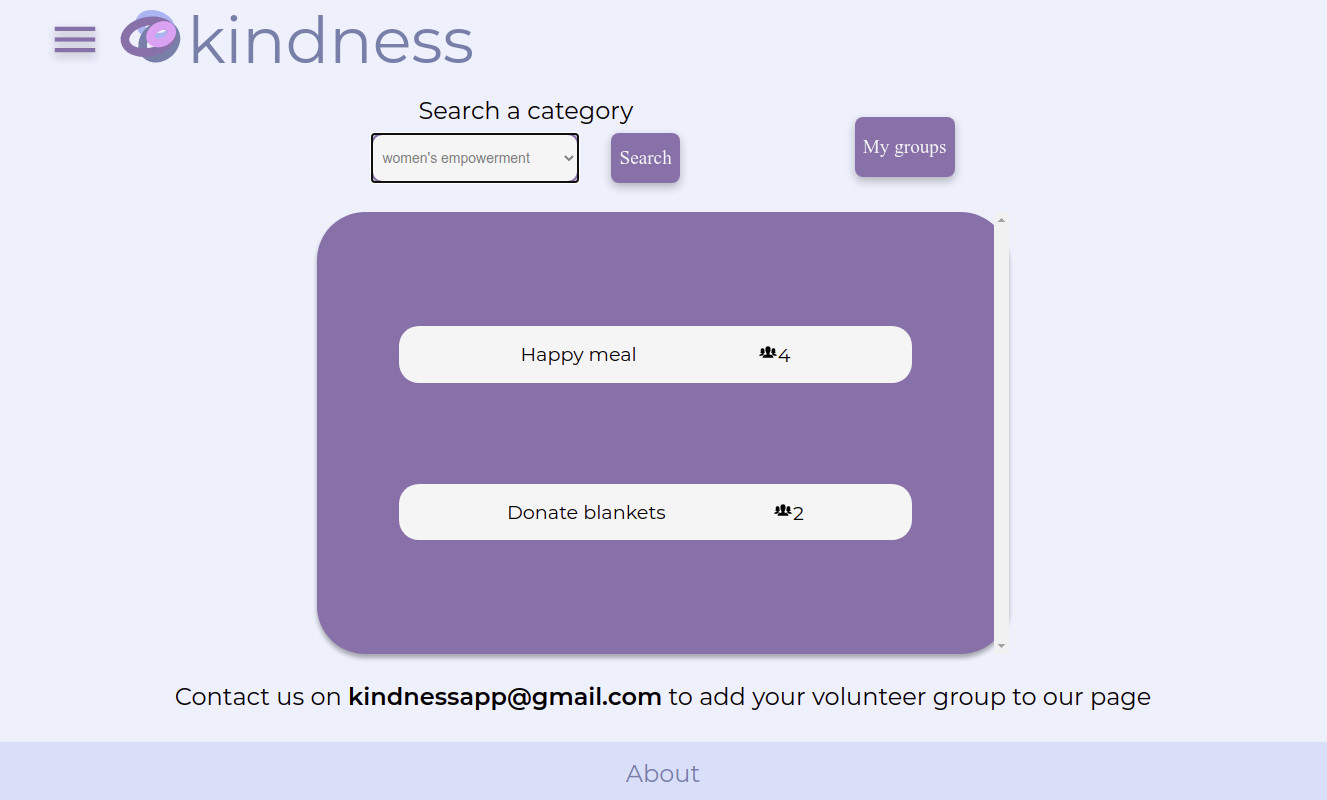 kindness
Search a category
women's empowerment
Search
My groups
Happy meal 4
Donate blankets 2
Contact us on kindnessapp@gmail.com to add your volunteer group to our page
About